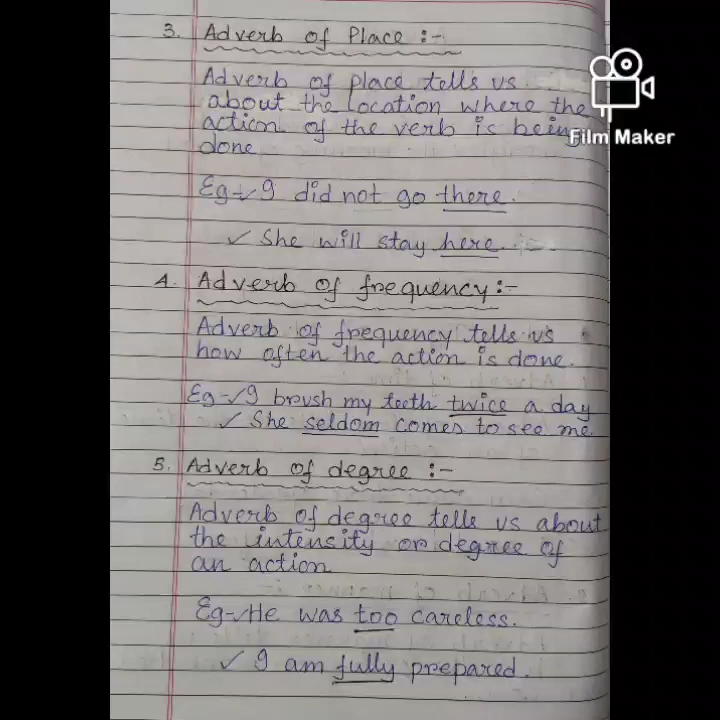 3. Adverb of Place :-
Adverb of place tells us
about the location where the
action of the verb is being
done
Eg-✓ I did not go there.
✓ She will stay here.
4. Adverb of frequency :-
Adverb of frequency tells us
how often the action is done.
Eg-✓ I brush my teeth twice a day
✓ She seldom comes to see me
5. Adverb of degree :-
Adverb of degree tells us about
the intensity or degree of
an action
Eg-✓ He was too careless.
✓ I am fully prepared.
Film Maker